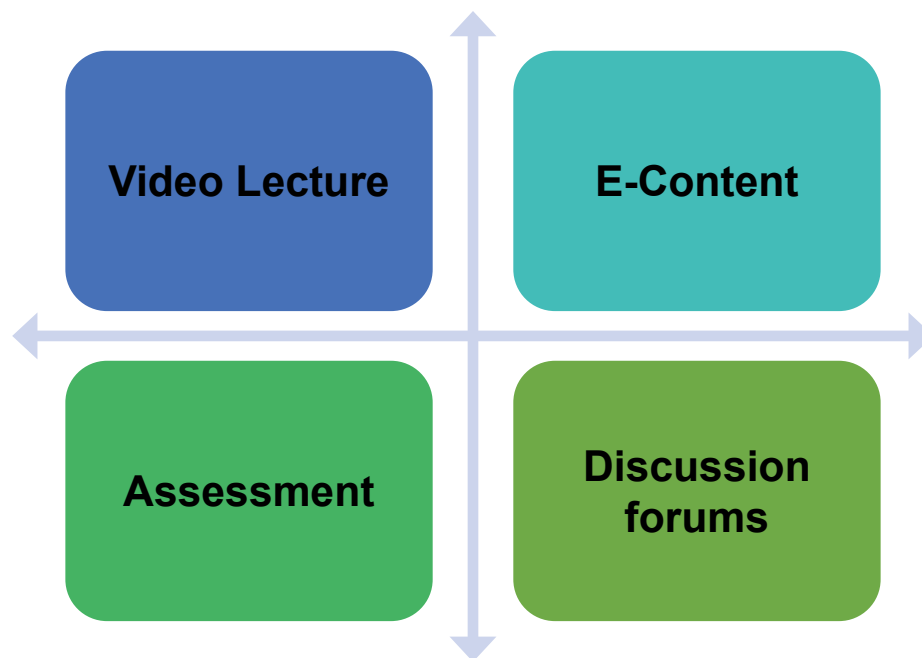 Video Lecture
E-Content
Assessment
Discussion
forums